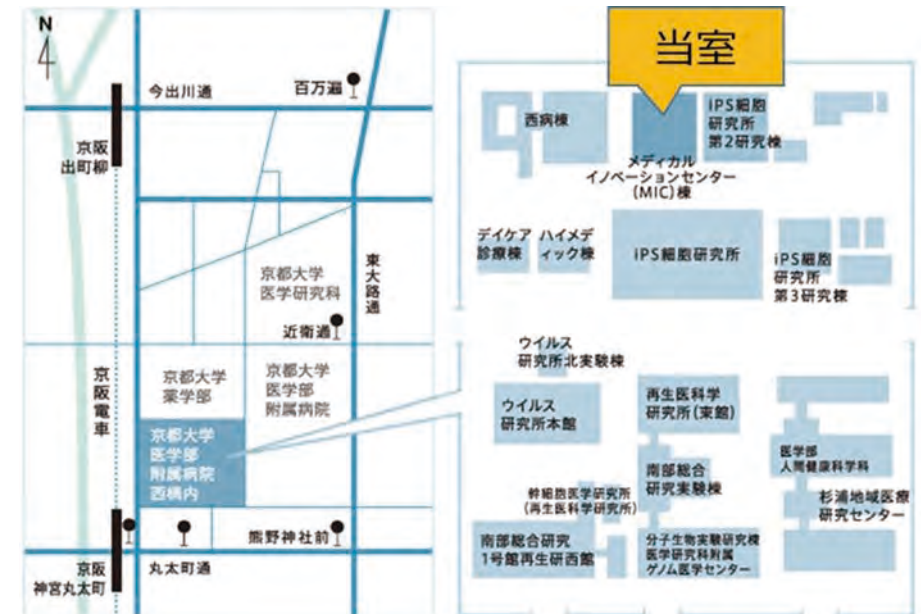 N
今出川通
百万遍
京阪
出町柳
東大路通
京都大学
医学研究科
近衛通
京阪電車
京都大学
薬学部
京都大学
医学部
附属病院
京都大学
医学部
附属病院
西構内
熊野神社前
京阪
神宮丸太町
丸太町通
当室
西病棟
iPS細胞
研究所
第2研究棟
メディカル
イノベーションセンター
(MIC)棟
デイケア
診療棟
ハイメデ
ィック棟
iPS細胞研究所
iPS細胞
研究所
第3研究棟
ウイルス
研究所北実験棟
ウイルス
研究所本館
再生医科学
研究所(東館)
医学部
人間健康科学科
南部総合
研究実験棟
幹細胞医学研究所
(再生医科学研究所)
杉浦地域医療
研究センター
南部総合研究
1号館再生研西館
分子生物実験研究棟
医学研究科附属
ゲノム医学センター